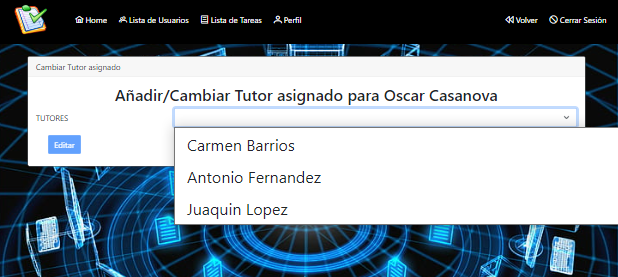 Home Lista de Usuarios Lista de Tareas Perfil Volver Cerrar Sesión
Cambiar Tutor asignado
Añadir/Cambiar Tutor asignado para Oscar Casanova
TUTORES
Editar
Carmen Barrios
Antonio Fernandez
Juaquin Lopez